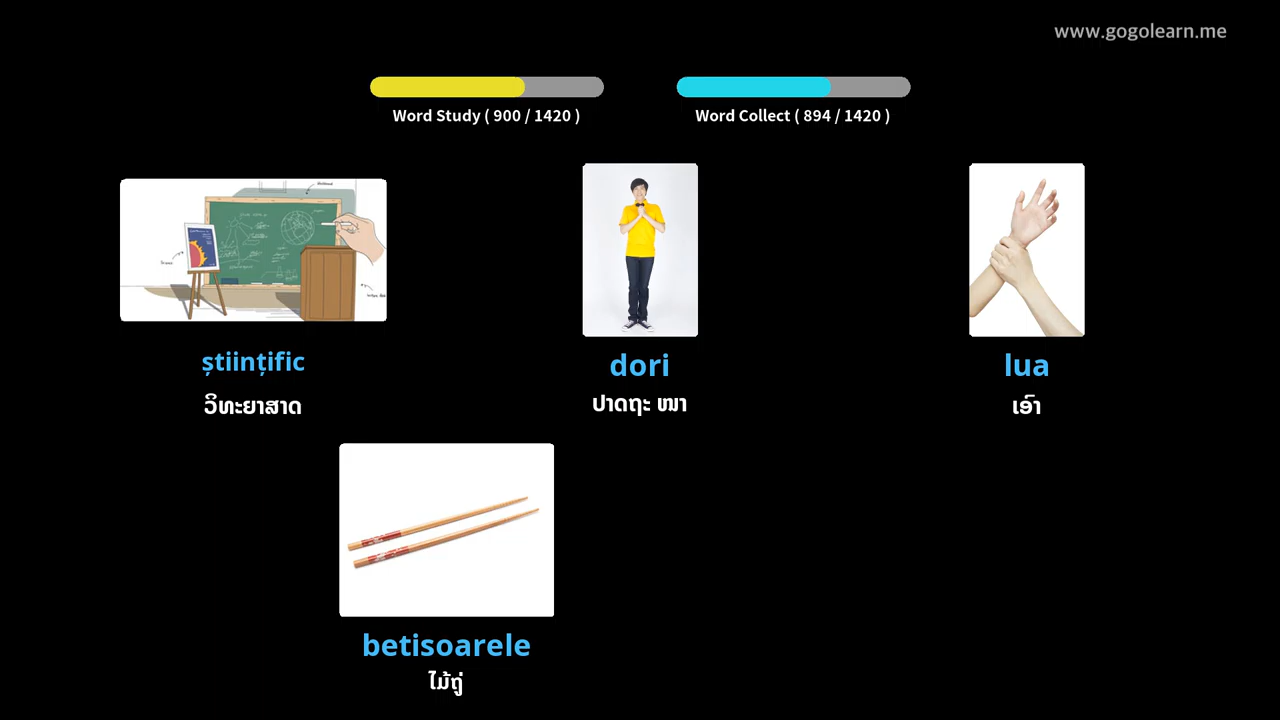 www.gogolearn.me
Word Study ( 900 / 1420 )
Word Collect ( 894 / 1420 )
științific
ວິທະຍາສາດ
dori
ປາດຖະ ໜາ
lua
ເອົາ
betisoarele
ໄມ້ຖູ່